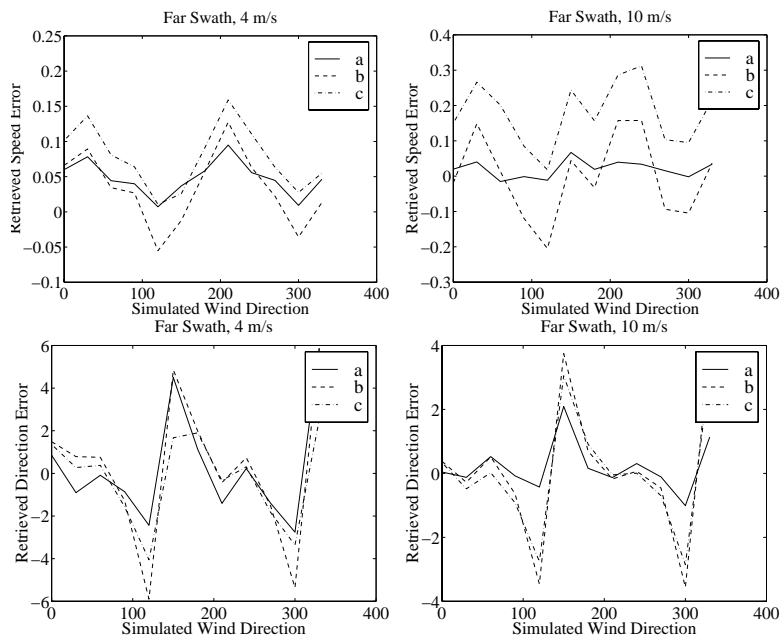 Far Swath, 4 m/s
0.25
0.2
0.15
0.1
0.05
0
−0.05
−0.1
Retrieved Speed Error
a
b
c
0 100 200 300 400
Simulated Wind Direction
Far Swath, 10 m/s
0.4
0.3
0.2
0.1
0
−0.1
−0.2
−0.3
Retrieved Speed Error
a
b
c
0 100 200 300 400
Simulated Wind Direction
Far Swath, 4 m/s
6
4
2
0
−2
−4
−6
Retrieved Direction Error
a
b
c
0 100 200 300 400
Simulated Wind Direction
Far Swath, 10 m/s
4
2
0
−2
−4
Retrieved Direction Error
a
b
c
0 100 200 300 400
Simulated Wind Direction